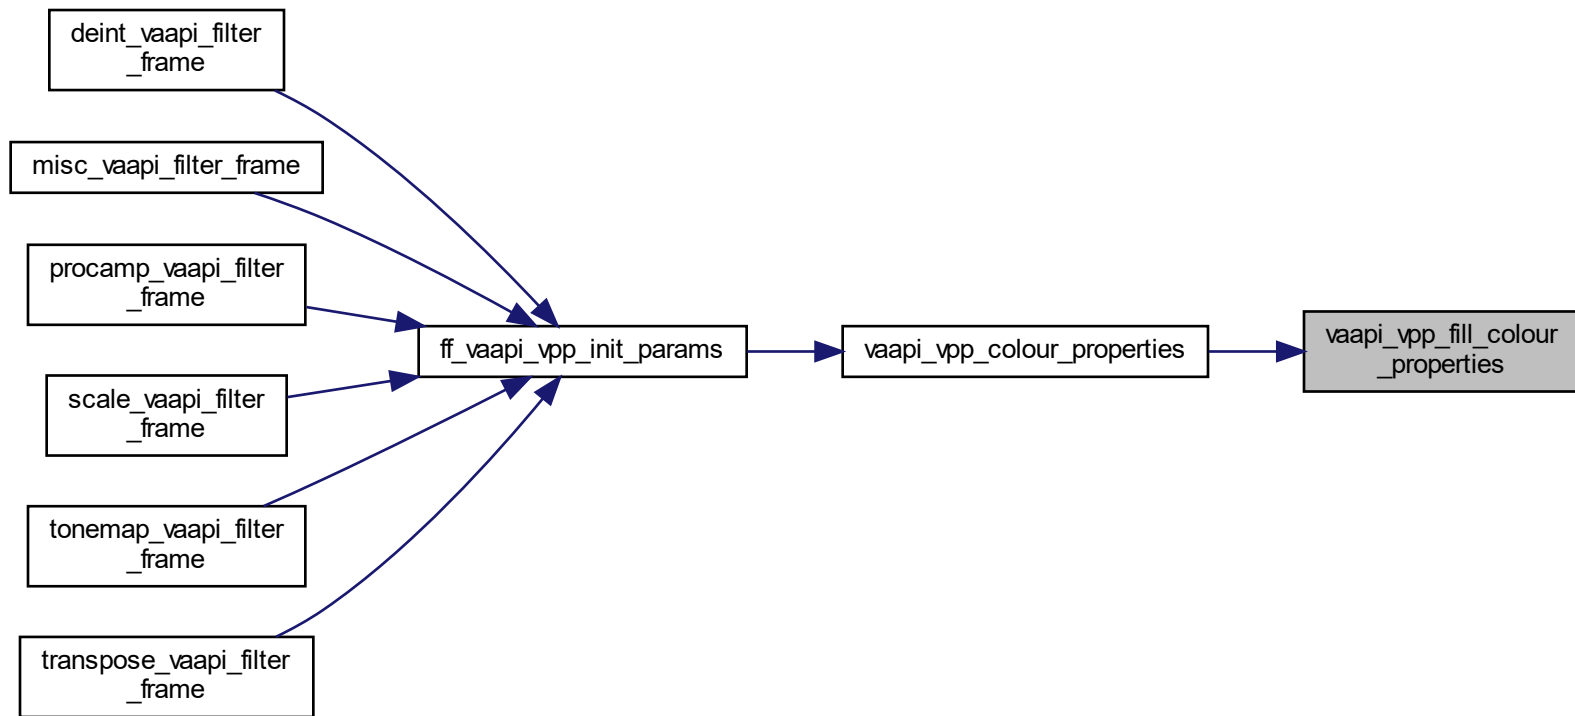 deint_vaapi_filter
_frame
misc_vaapi_filter_frame
procamp_vaapi_filter
_frame
scale_vaapi_filter
_frame
tonemap_vaapi_filter
_frame
transpose_vaapi_filter
_frame
ff_vaapi_vpp_init_params
vaapi_vpp_colour_properties
vaapi_vpp_fill_colour
_properties